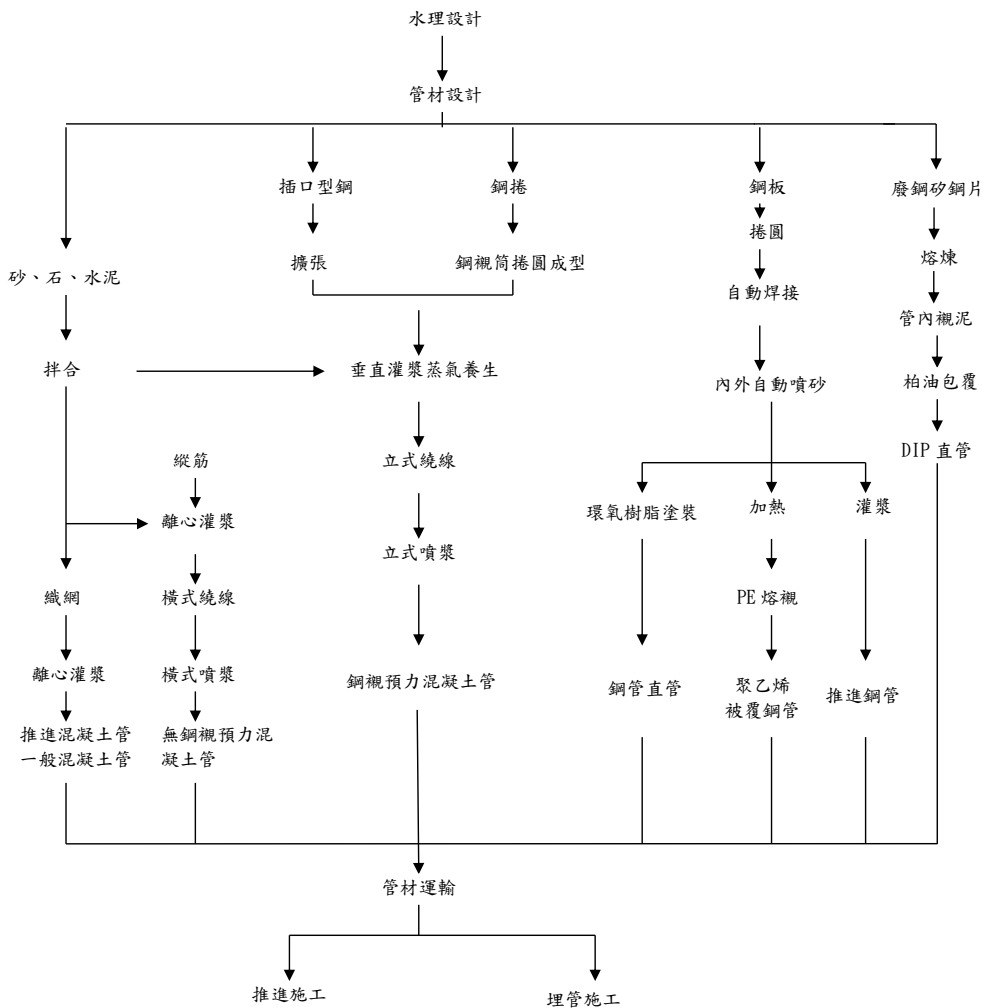 水理設計
管材設計
插口型鋼
鋼捲
鋼板
廢鋼矽鋼片
捲圓
擴張
鋼襯筒捲圓成型
熔煉
砂、石、水泥
自動焊接
管內襯泥
拌合
垂直灌漿蒸氣養生
內外自動噴砂
柏油包覆
縱筋
立式繞線
DIP 直管
離心灌漿
環氧樹脂塗裝
加熱
灌漿
立式噴漿
織網
橫式繞線
PE 熔襯
離心灌漿
橫式噴漿
鋼襯預力混凝土管
鋼管直管
聚乙烯
被覆鋼管
推進鋼管
推進混凝土管
一般混凝土管
無鋼襯預力混
凝土管
管材運輸
推進施工
埋管施工